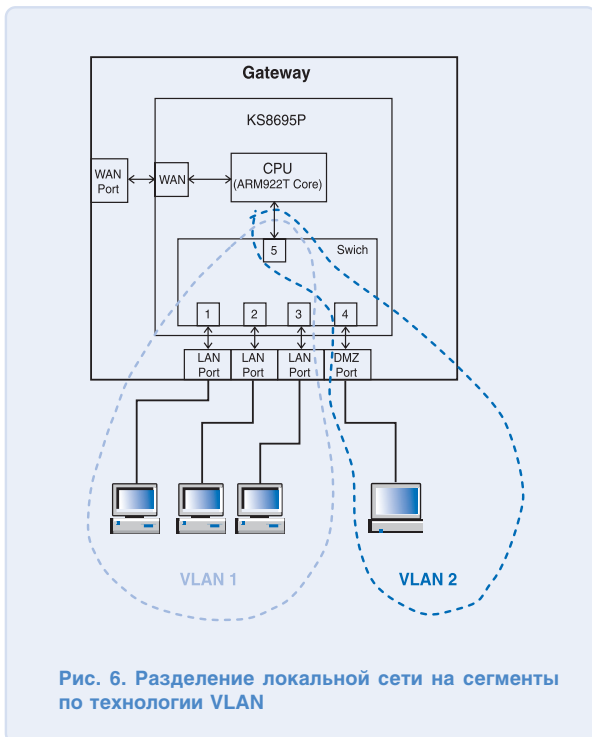 Gateway
KS8695P
WAN
Port
WAN
CPU
(ARM922T Core)
5
Swich
1
2
3
4
LAN
Port
LAN
Port
LAN
Port
DMZ
Port
VLAN 1
VLAN 2
Рис. 6. Разделение локальной сети на сегменты
по технологии VLAN